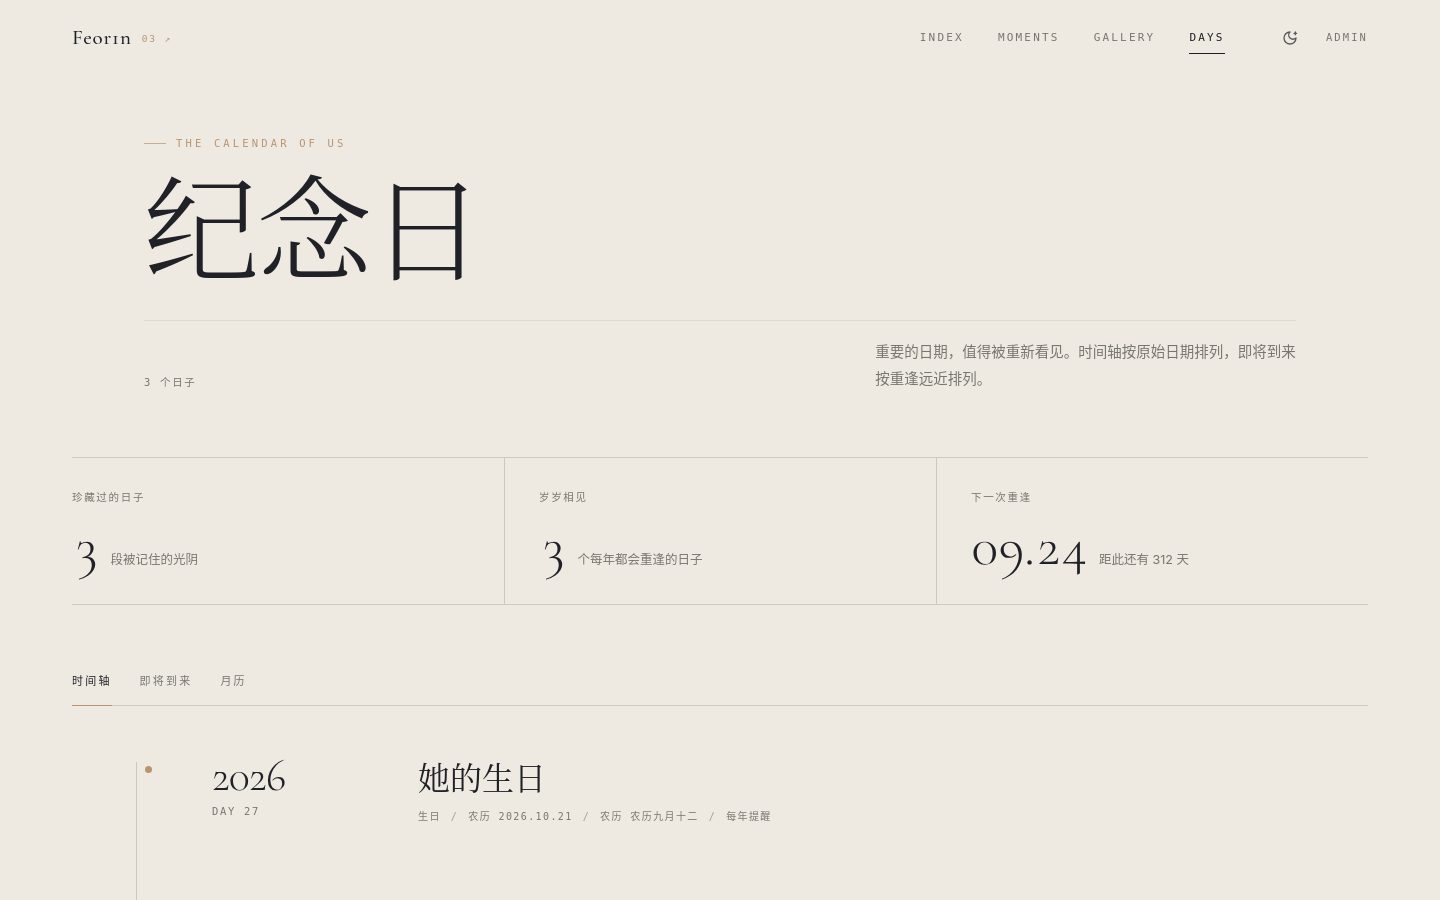 Feorin 03 ↗ INDEX MOMENTS GALLERY DAYS ADMIN
THE CALENDAR OF US
纪念日
重要的日期，值得被重新看见。时间轴按原始日期排列，即将到来
按重逢远近排列。
3 个日子
珍藏过的日子
3 段被记住的光阴
岁岁相见
3 个每年都会重逢的日子
下一次重逢
09.24 距此还有 312 天
时间轴 即将到来 月历
2026
DAY 27
她的生日
生日 / 农历 2026.10.21 / 农历 农历九月十二 / 每年提醒